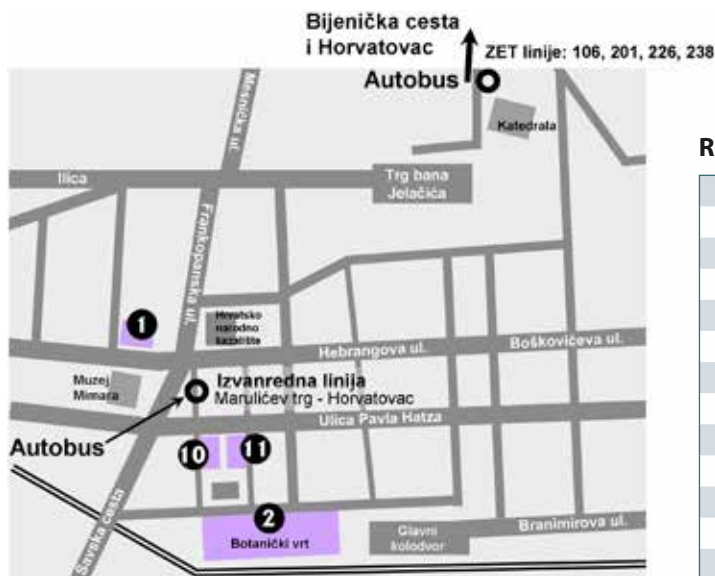 Bijenička cesta
i Horvatovac
ZET linije: 106, 201, 226, 238
Autobus
Katedrala
Mesnička ul.
Ilica
Trg bana
Jelačića
R
Frankopanska ul.
1
Hrvatsko
narodno
kazalište
Hebrangova ul.
Boškovićeva ul.
Muzej
Mimara
Izvanredna linija
Marulićev trg - Horvatovac
Ulica Pavla Hatza
Autobus
10
11
Savska cesta
2
Botanički vrt
Glavni
kolodvor
Branimirova ul.